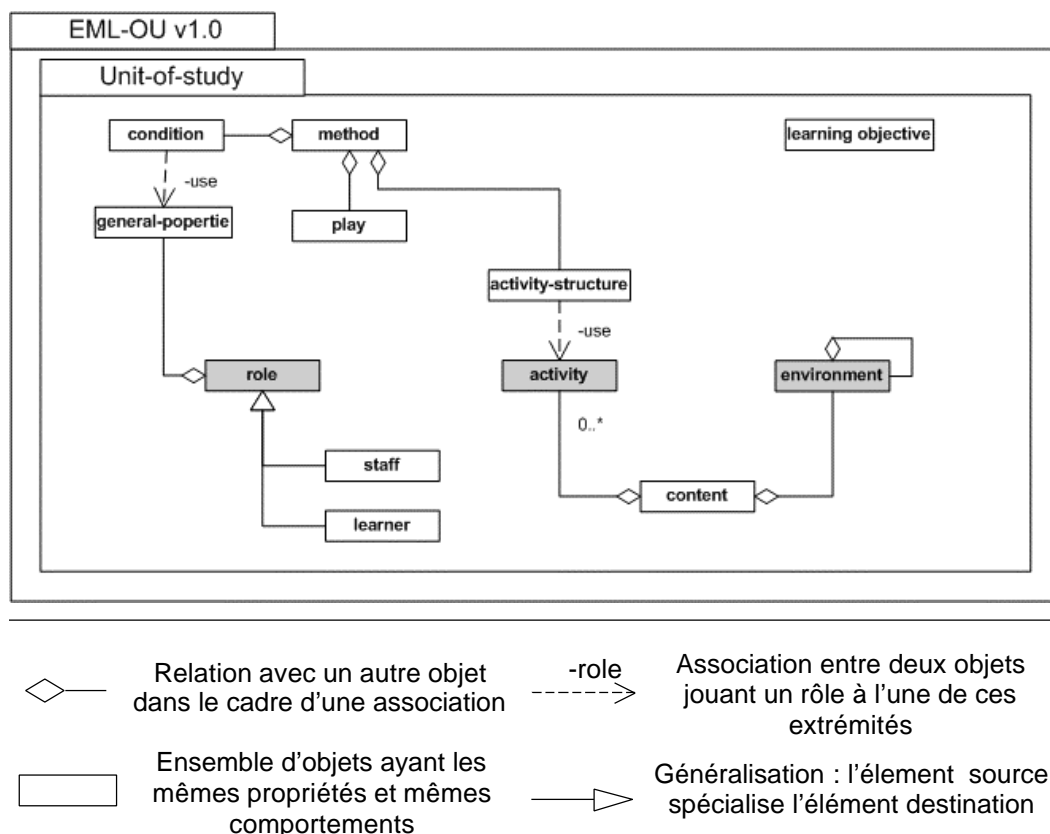 EML-OU v1.0
Unit-of-study
condition
method
learning objective
-use
general-popertie
play
activity-structure
-use
role
activity
environment
0..*
staff
content
learner
Relation avec un autre objet
dans le cadre d'une association
-role
Association entre deux objets
jouant un rôle à l'une de ces
extrémités
Ensemble d'objets ayant les
mêmes propriétés et mêmes
comportements
Généralisation : l'élement source
spécialise l'élément destination